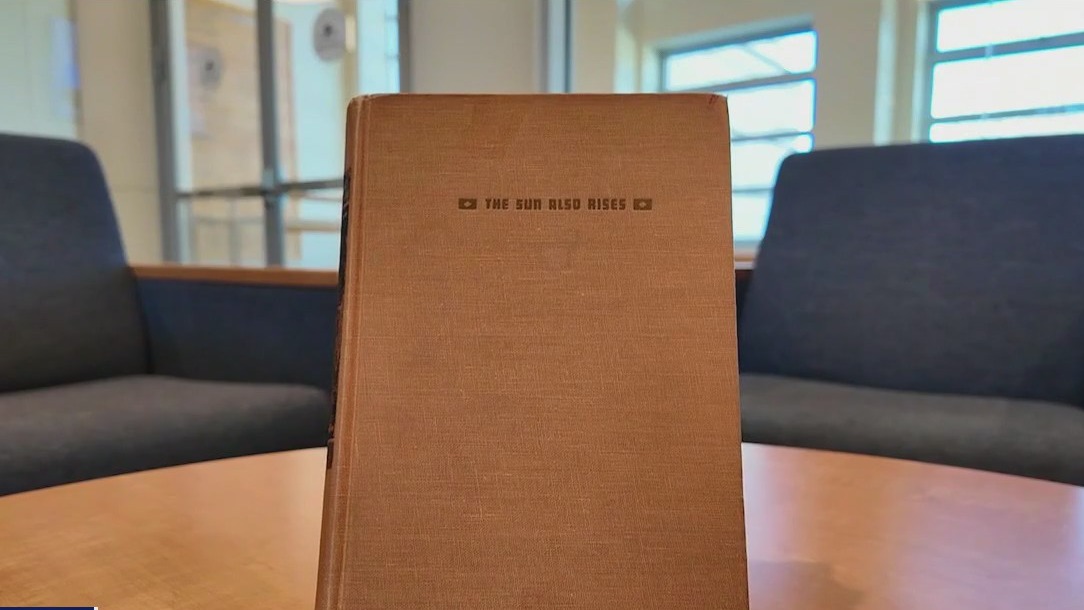 THE SUN ALSO RISES